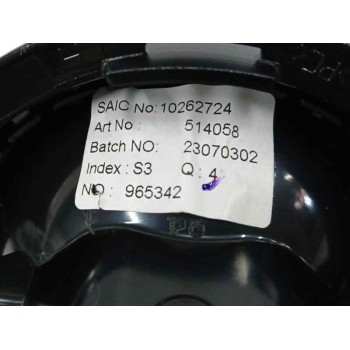 SAIC No:10262724
Art No : 514058
Batch NO: 23070302
Index : S3 Q : 4
NO : 965342